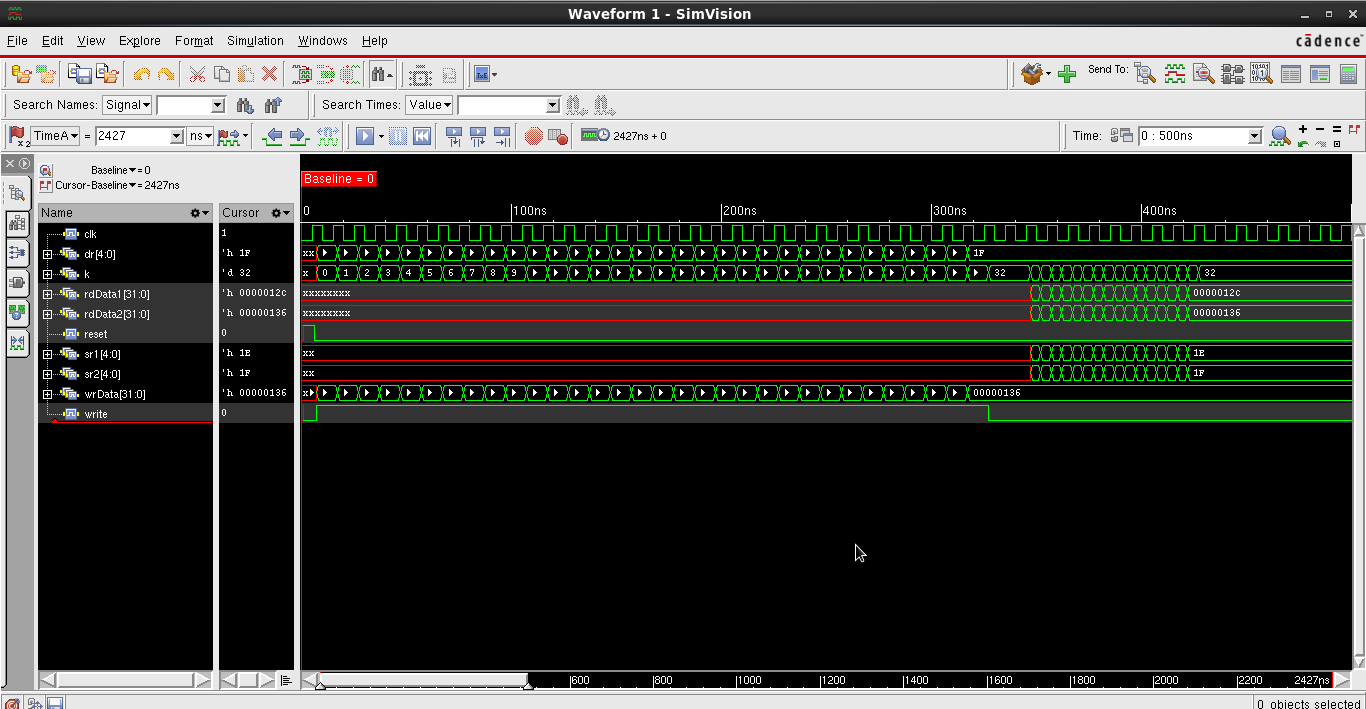 Waveform 1 - SimVision
File Edit View Explore Format Simulation Windows Help
cādence
Send To:
Search Names: Signal
Search Times: Value
TimeA = 2427 ns
2427ns + 0
Time: 0 : 500ns
Baseline = 0
Cursor-Baseline = 2427ns
Baseline = 0
Name Cursor
0 100ns 200ns 300ns 400ns
clk 1
dr[4:0] 'h 1F xx 1F
k 'd 32 x 0 1 2 3 4 5 6 7 8 9 32 32
rdData1[31:0] 'h 0000012C xxxxxxxx 0000012C
rdData2[31:0] 'h 00000136 xxxxxxxx 00000136
reset 0
sr1[4:0] 'h 1E xx 1E
sr2[4:0] 'h 1F xx 1F
wrData[31:0] 'h 00000136 x 00000136
write 0
600 800 1000 1200 1400 1600 1800 2000 2200 2427ns
0 objects selected